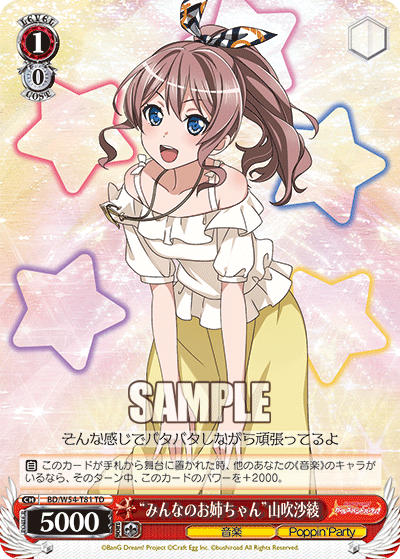 LEVEL
1
0
COST
SAMPLE
そんな感じでバタバタしながら頑張ってるよ
自 このカードが手札から舞台に置かれた時、他のあなたの《音楽》のキャラが
いるなら、そのターン中、このカードのパワーを+2000。
CH BD/W54-T81 TD
5000
“みんなのお姉ちゃん”山吹沙綾
音楽
Poppin'Party
©BanG Dream! Project ©Craft Egg Inc. ©bushiroad All Rights Reserved.